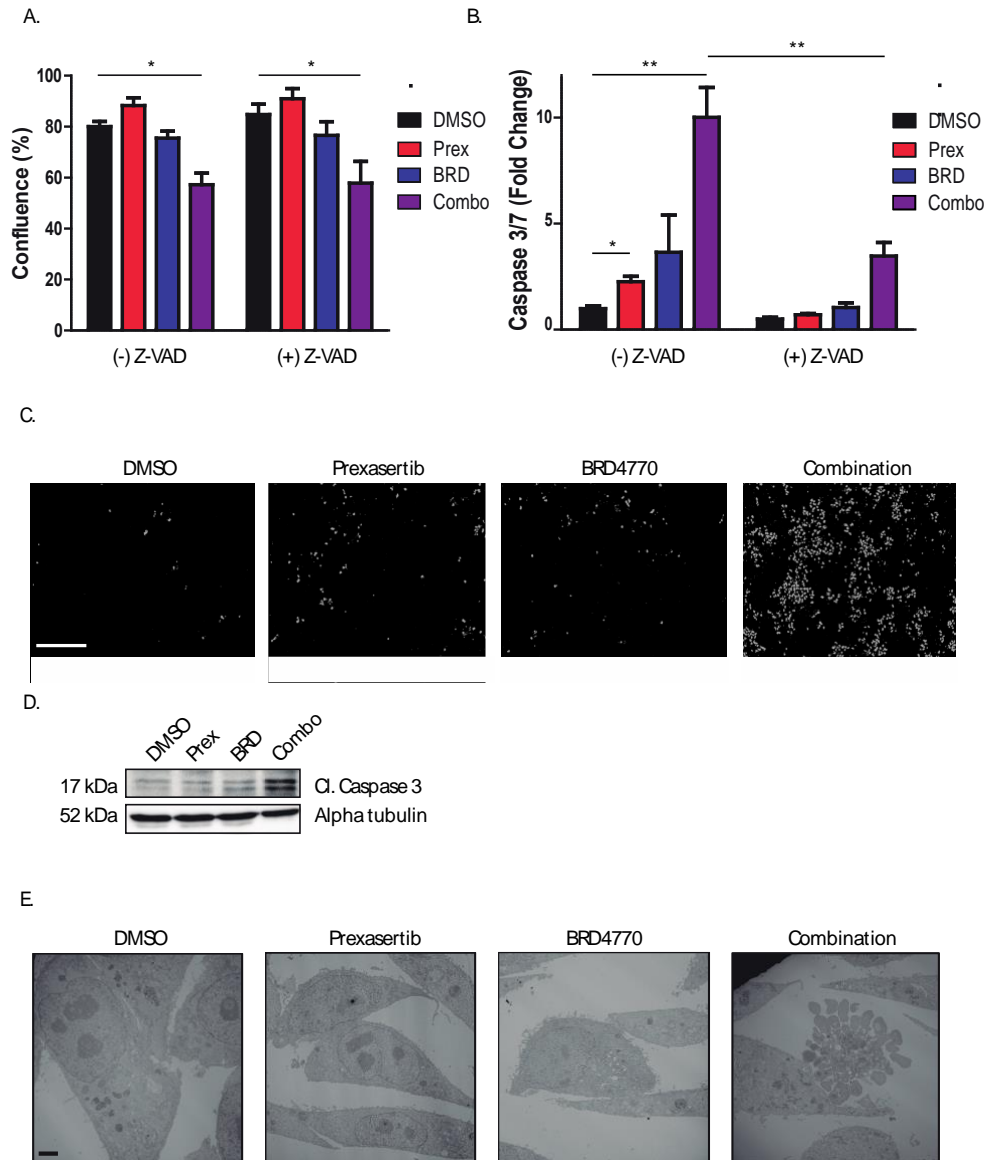 A.
*
*
100
80
60
40
20
0
Confluence (%)
DMSO
Prex
BRD
Combo
(-) Z-VAD
(+) Z-VAD
B.
**
**
*
10
5
0
Caspase 3/7 (Fold Change)
DMSO
Prex
BRD
Combo
(-) Z-VAD
(+) Z-VAD
C.
DMSO
Prexasertib
BRD4770
Combination
D.
DMSO
Prex
BRD
Combo
17 kDa
Cl. Caspase 3
52 kDa
Alpha tubulin
E.
DMSO
Prexasertib
BRD4770
Combination